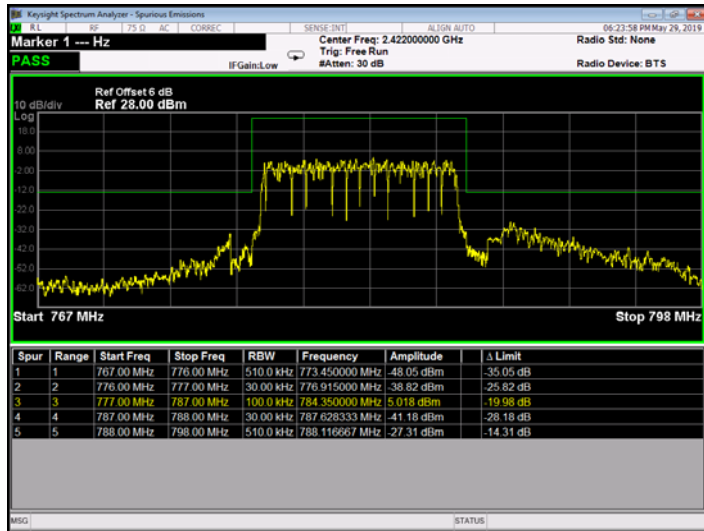 Keysight Spectrum Analyzer - Spurious Emissions
RL RF 75 Ω AC CORREC SENSE:INT ALIGN AUTO 06:23:58 PM May 29, 2019
Marker 1 --- Hz Center Freq: 2.422000000 GHz Radio Std: None
Trig: Free Run
PASS IFGain:Low #Atten: 30 dB Radio Device: BTS
Ref Offset 6 dB
10 dB/div Ref 28.00 dBm
Log
18.0
8.00
-2.00
-12.0
-22.0
-32.0
-42.0
-52.0
-62.0
Start 767 MHz Stop 798 MHz
Spur Range Start Freq Stop Freq RBW Frequency Amplitude Δ Limit
1 1 767.00 MHz 776.00 MHz 510.0 kHz 773.450000 MHz -48.05 dBm -35.05 dB
2 2 776.00 MHz 777.00 MHz 30.00 kHz 776.915000 MHz -38.82 dBm -25.82 dB
3 3 777.00 MHz 787.00 MHz 100.0 kHz 784.350000 MHz 5.018 dBm -19.98 dB
4 4 787.00 MHz 788.00 MHz 30.00 kHz 787.628333 MHz -41.18 dBm -28.18 dB
5 5 788.00 MHz 798.00 MHz 510.0 kHz 788.116667 MHz -27.31 dBm -14.31 dB
MSG STATUS